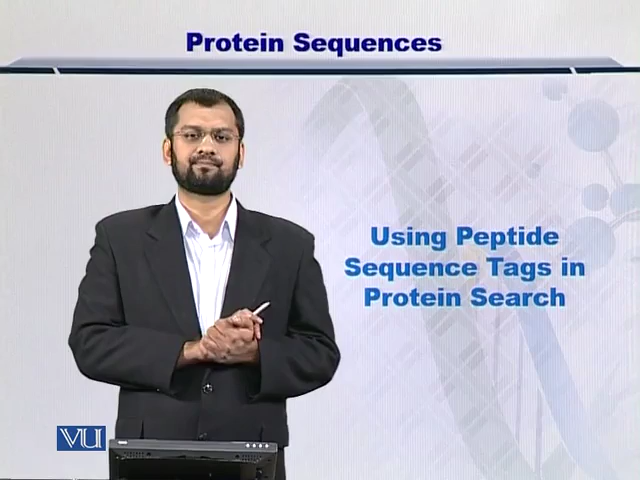 Protein Sequences
Using Peptide
Sequence Tags in
Protein Search
VU